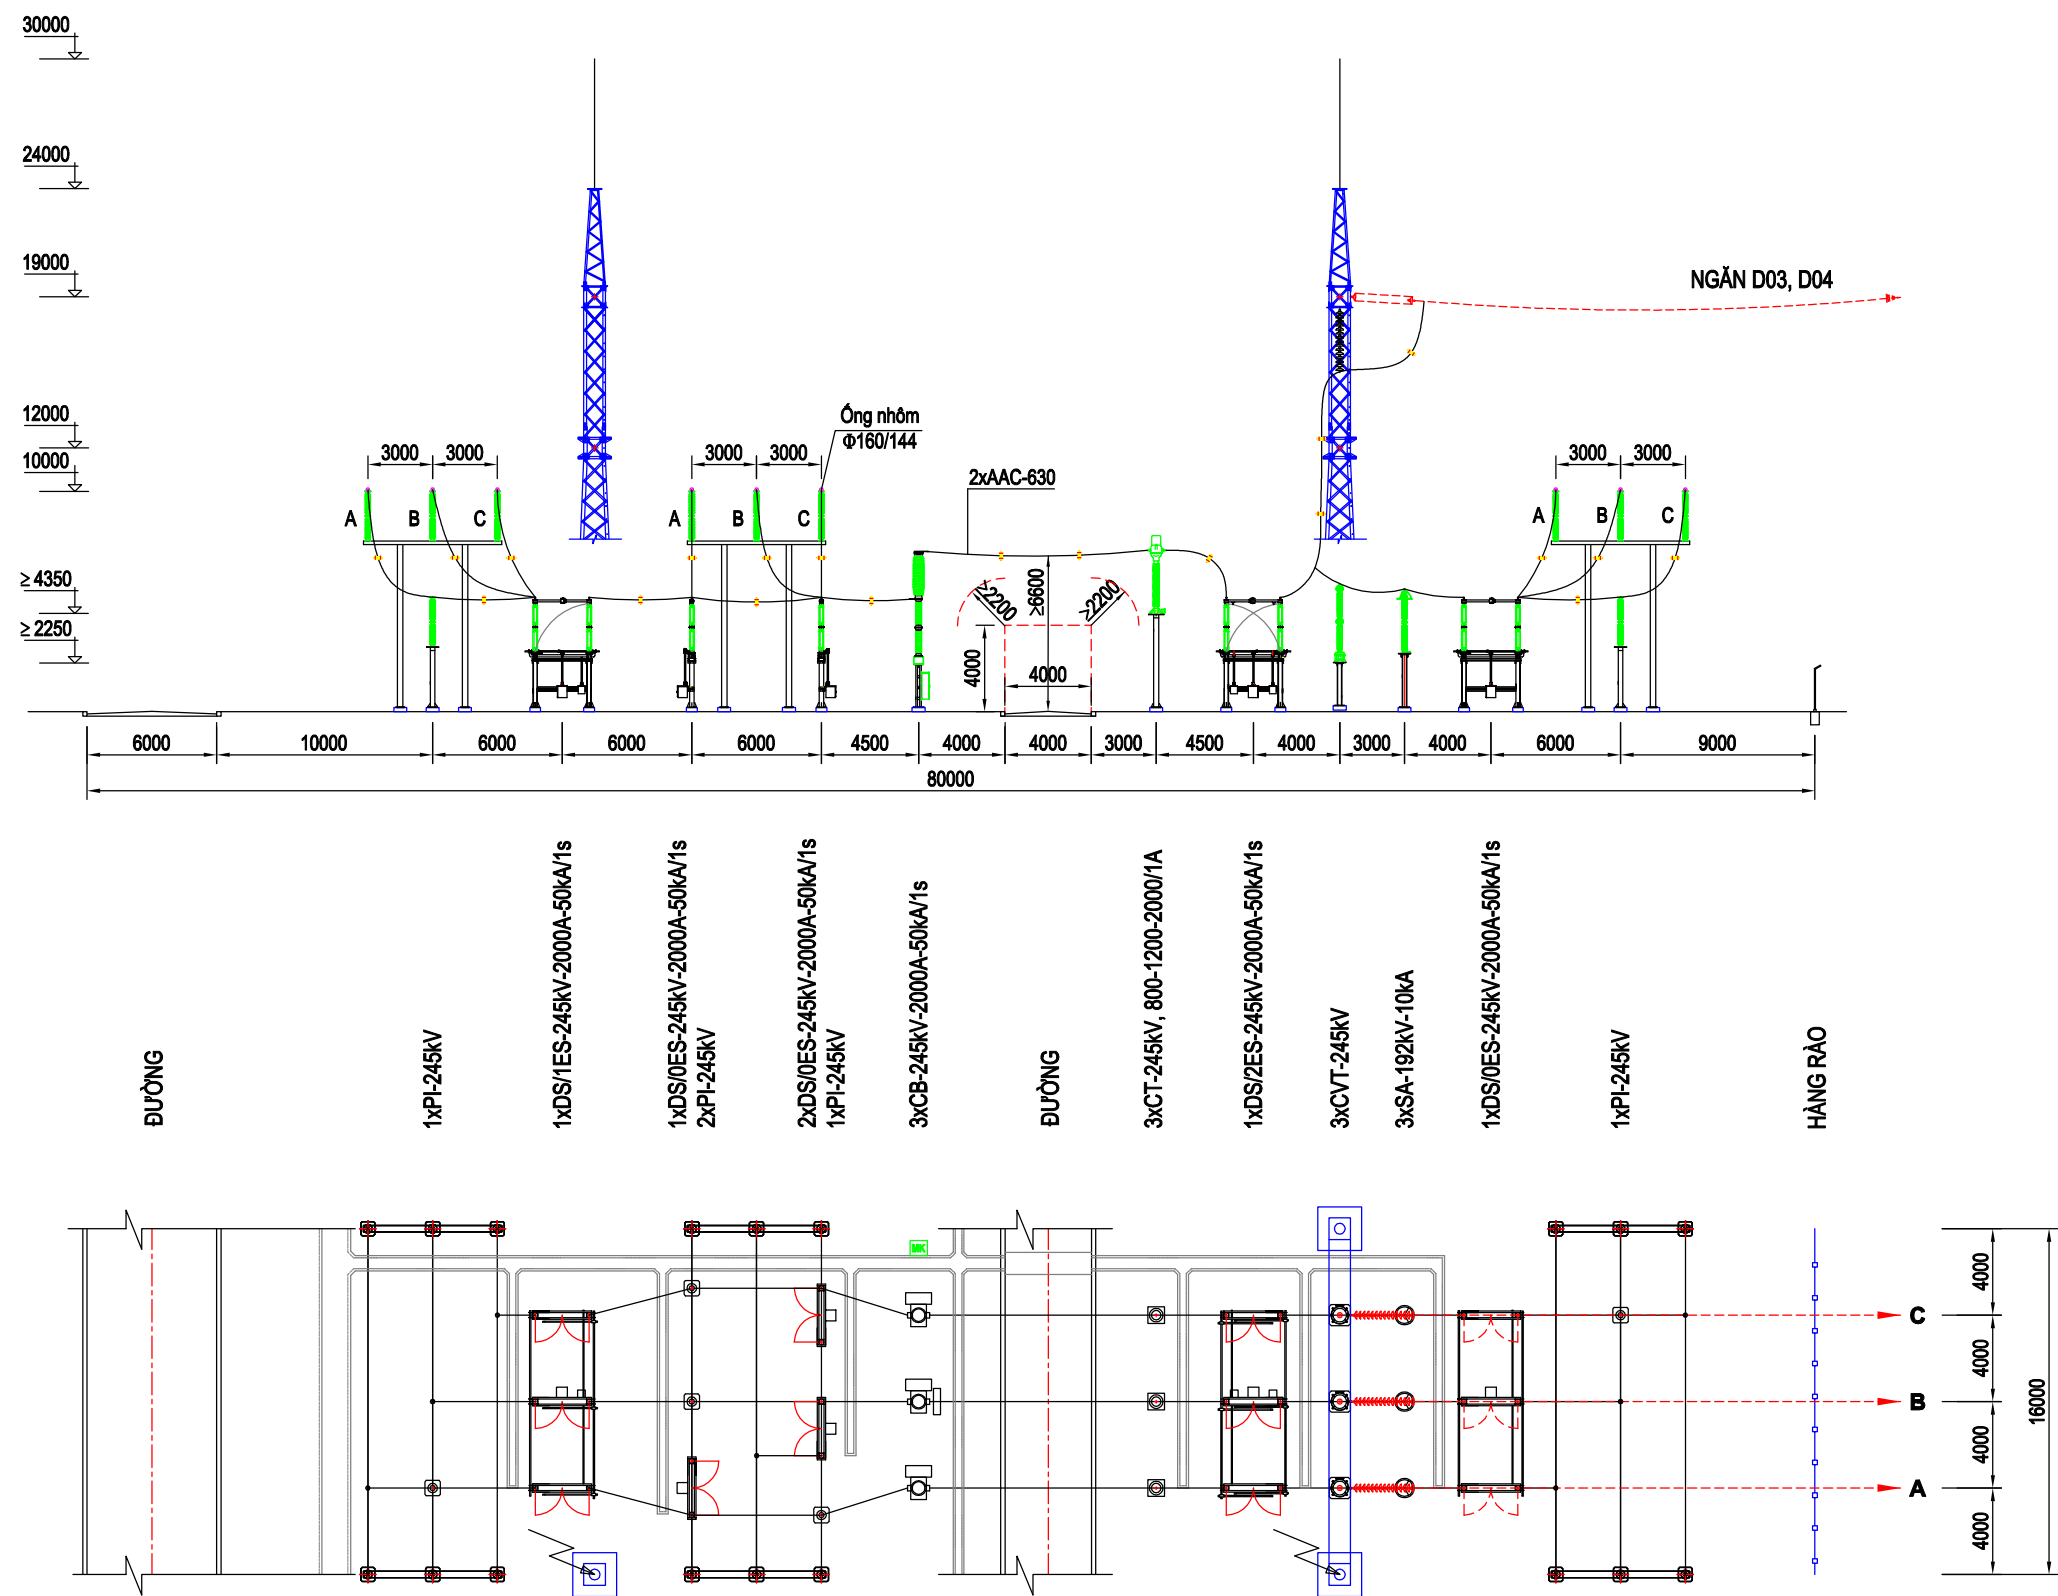 30000
24000
19000
NGĂN D03, D04
12000
10000
≥ 4350
≥ 2250
3000
3000
3000
3000
3000
3000
Ống nhôm
Φ160/144
2xAAC-630
A
B
C
A
B
C
A
B
C
≥2200
≥6600
≥2200
4000
4000
6000
10000
6000
6000
6000
4500
4000
4000
3000
4500
4000
3000
4000
6000
9000
80000
ĐƯỜNG
1xPI-245kV
1xDS/1ES-245kV-2000A-50kA/1s
1xDS/0ES-245kV-2000A-50kA/1s
2xPI-245kV
2xDS/0ES-245kV-2000A-50kA/1s
1xPI-245kV
3xCB-245kV-2000A-50kA/1s
ĐƯỜNG
3xCT-245kV, 800-1200-2000/1A
1xDS/2ES-245kV-2000A-50kA/1s
3xCVT-245kV
3xSA-192kV-10kA
1xDS/0ES-245kV-2000A-50kA/1s
1xPI-245kV
HÀNG RÀO
MK
C
B
A
4000
4000
4000
4000
16000